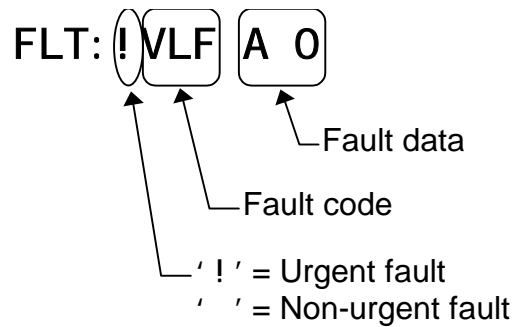 FLT: !VLF A 0
Fault data
Fault code
‘ ! ’ = Urgent fault
‘   ’ = Non-urgent fault